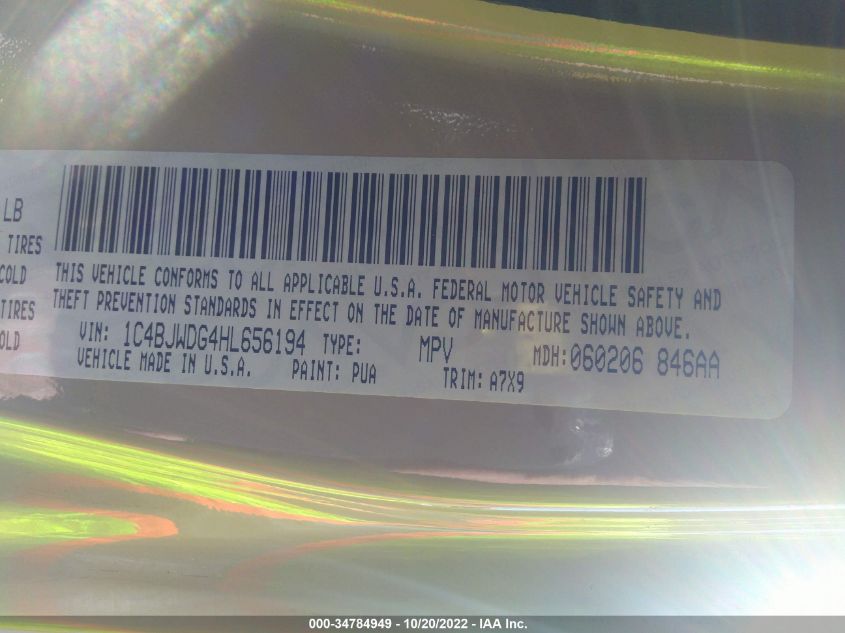 LB
TIRES
COLD
TIRES
OLD
THIS VEHICLE CONFORMS TO ALL APPLICABLE U.S.A. FEDERAL MOTOR VEHICLE SAFETY AND
THEFT PREVENTION STANDARDS IN EFFECT ON THE DATE OF MANUFACTURE SHOWN ABOVE.
VIN: 1C4BJWDG4HL656194 TYPE: MPV MDH: 060206 846AA
VEHICLE MADE IN U.S.A. PAINT: PUA TRIM: A7X9
000-34784949 - 10/20/2022 - IAA Inc.